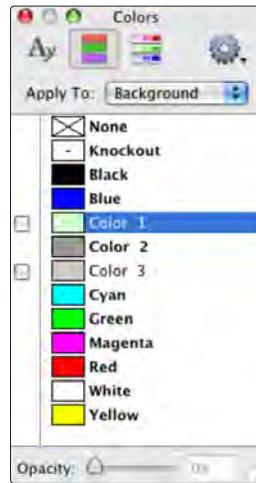 Colors
Ay
Apply To: Background
None
Knockout
Black
Blue
Color 1
Color 2
Color 3
Cyan
Green
Magenta
Red
White
Yellow
Opacity: